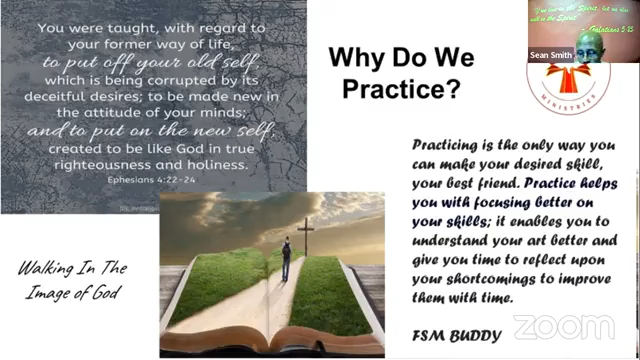 You were taught, with regard to
your former way of life,
to put off your old self,
which is being corrupted by its
deceitful desires; to be made new in
the attitude of your minds;
and to put on the new self,
created to be like God in true
righteousness and holiness.
Ephesians 4:22-24
Walking In The
Image of God
Why Do We
Practice?
Practicing is the only way you
can make your desired skill,
your best friend. Practice helps
you with focusing better on
your skills; it enables you to
understand your art better and
give you time to reflect upon
your shortcomings to improve
them with time.
FSM BUDDY
MINISTRIES
the Spirit, let us also
Galatians 5:25
Sean Smith
zoom